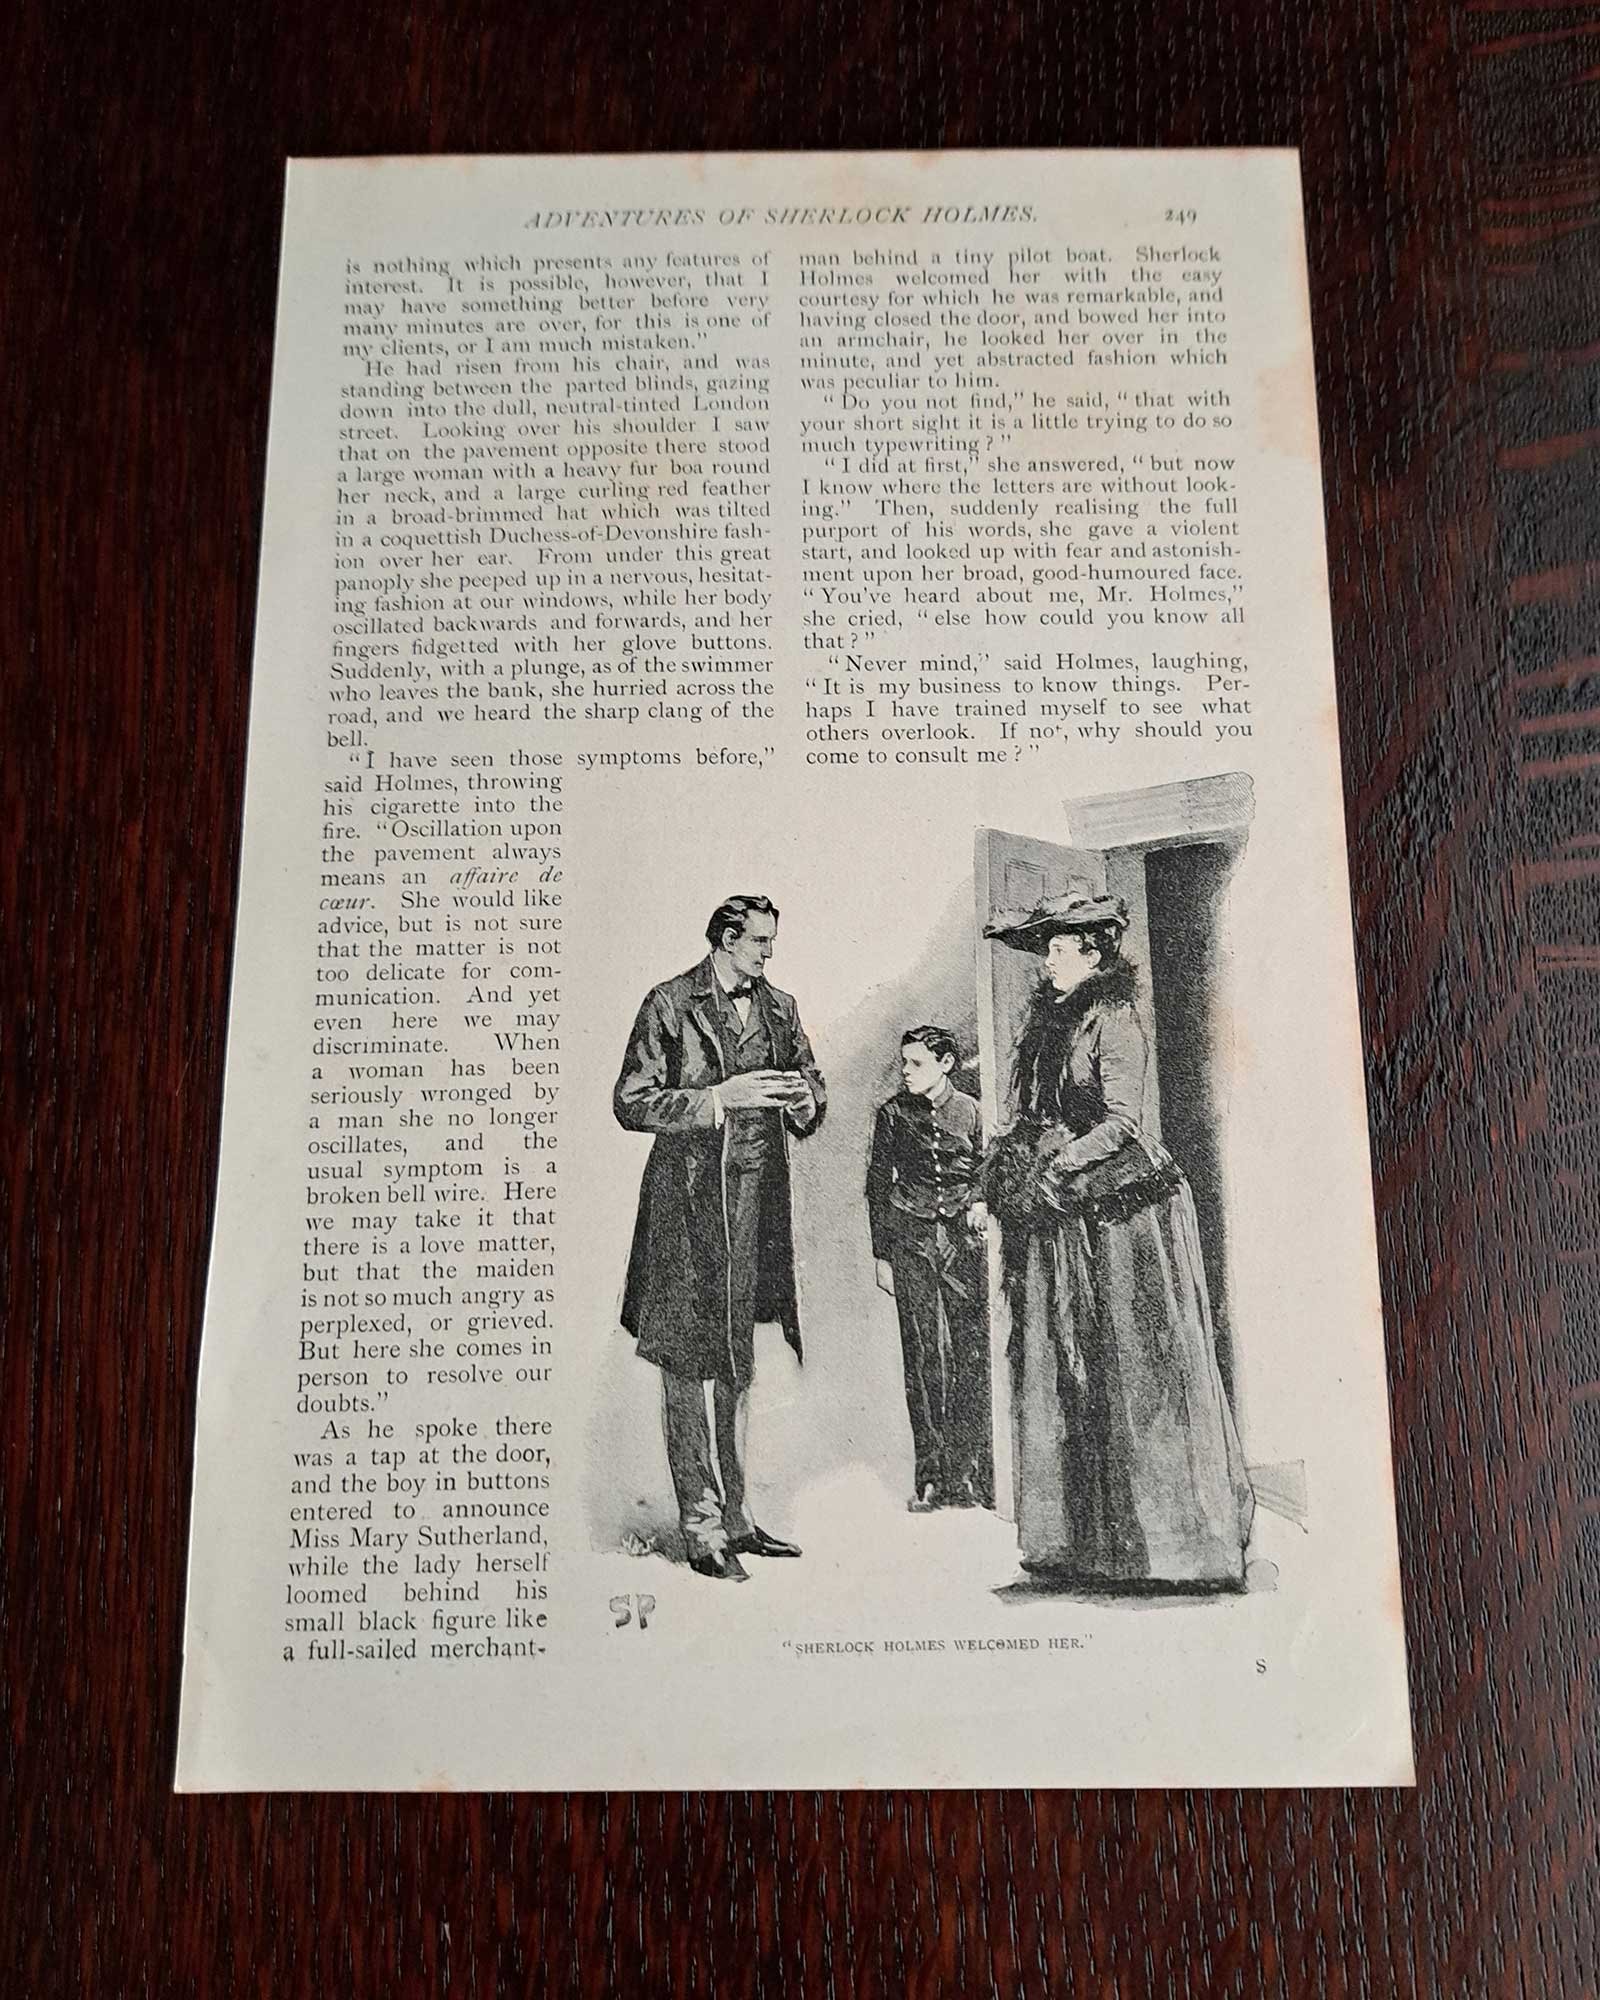 ADVENTURES OF SHERLOCK HOLMES.
249
is nothing which presents any features of
interest. It is possible, however, that I
may have something better before very
many minutes are over, for this is one of
my clients, or I am much mistaken."
He had risen from his chair, and was
standing between the parted blinds, gazing
down into the dull, neutral-tinted London
street. Looking over his shoulder I saw
that on the pavement opposite there stood
a large woman with a heavy fur boa round
her neck, and a large curling red feather
in a broad-brimmed hat which was tilted
in a coquettish Duchess-of-Devonshire fash-
ion over her ear. From under this great
panoply she peeped up in a nervous, hesitat-
ing fashion at our windows, while her body
oscillated backwards and forwards, and her
fingers fidgetted with her glove buttons.
Suddenly, with a plunge, as of the swimmer
who leaves the bank, she hurried across the
road, and we heard the sharp clang of the
bell.
"I have seen those symptoms before,"
said Holmes, throwing
his cigarette into the
fire. "Oscillation upon
the pavement always
means an affaire de
cœur. She would like
advice, but is not sure
that the matter is not
too delicate for com-
munication. And yet
even here we may
discriminate. When
a woman has been
seriously wronged by
a man she no longer
oscillates, and the
usual symptom is a
broken bell wire. Here
we may take it that
there is a love matter,
but that the maiden
is not so much angry as
perplexed, or grieved.
But here she comes in
person to resolve our
doubts."
As he spoke there
was a tap at the door,
and the boy in buttons
entered to announce
Miss Mary Sutherland,
while the lady herself
loomed behind his
small black figure like
a full-sailed merchant-
man behind a tiny pilot boat. Sherlock
Holmes welcomed her with the easy
courtesy for which he was remarkable, and
having closed the door, and bowed her into
an armchair, he looked her over in the
minute, and yet abstracted fashion which
was peculiar to him.
"Do you not find," he said, "that with
your short sight it is a little trying to do so
much typewriting?"
"I did at first," she answered, "but now
I know where the letters are without look-
ing." Then, suddenly realising the full
purport of his words, she gave a violent
start, and looked up with fear and astonish-
ment upon her broad, good-humoured face.
"You've heard about me, Mr. Holmes,"
she cried, "else how could you know all
that?"
"Never mind," said Holmes, laughing,
"It is my business to know things. Per-
haps I have trained myself to see what
others overlook. If not, why should you
come to consult me?"
SP
"SHERLOCK HOLMES WELCOMED HER."
S